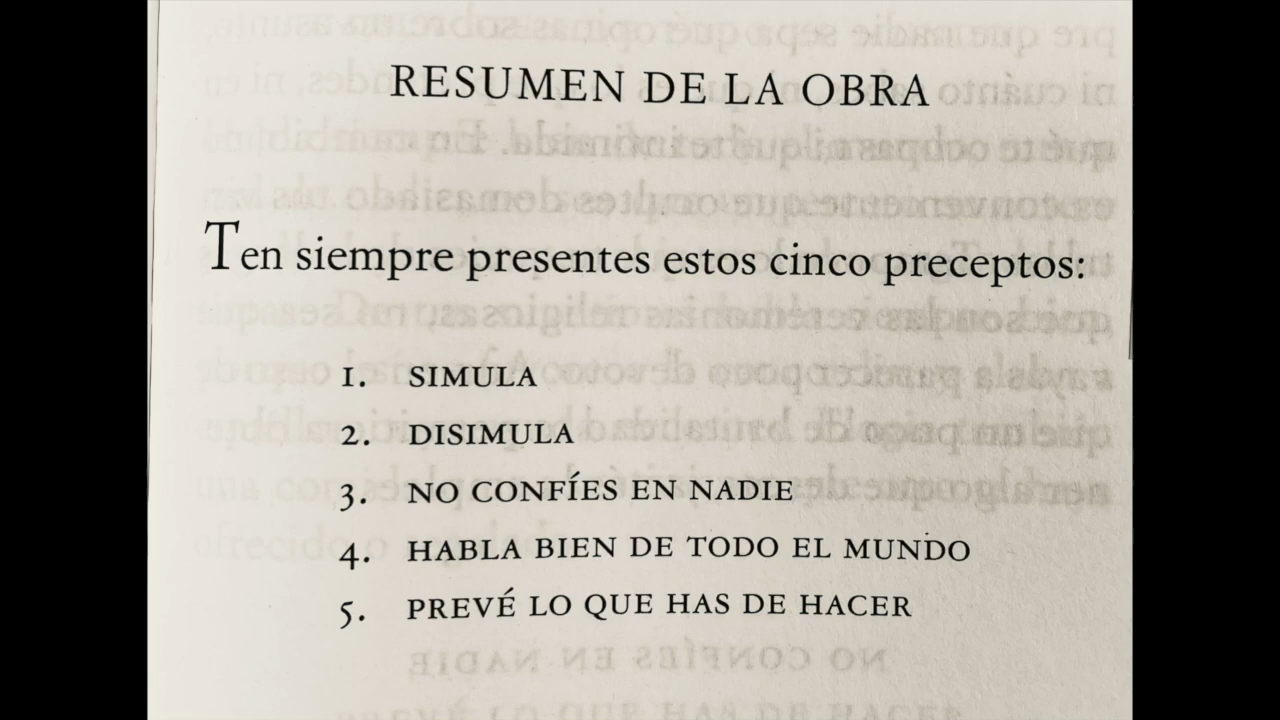 RESUMEN DE LA OBRA
Ten siempre presentes estos cinco preceptos:
1. SIMULA
2. DISIMULA
3. NO CONFÍES EN NADIE
4. HABLA BIEN DE TODO EL MUNDO
5. PREVÉ LO QUE HAS DE HACER